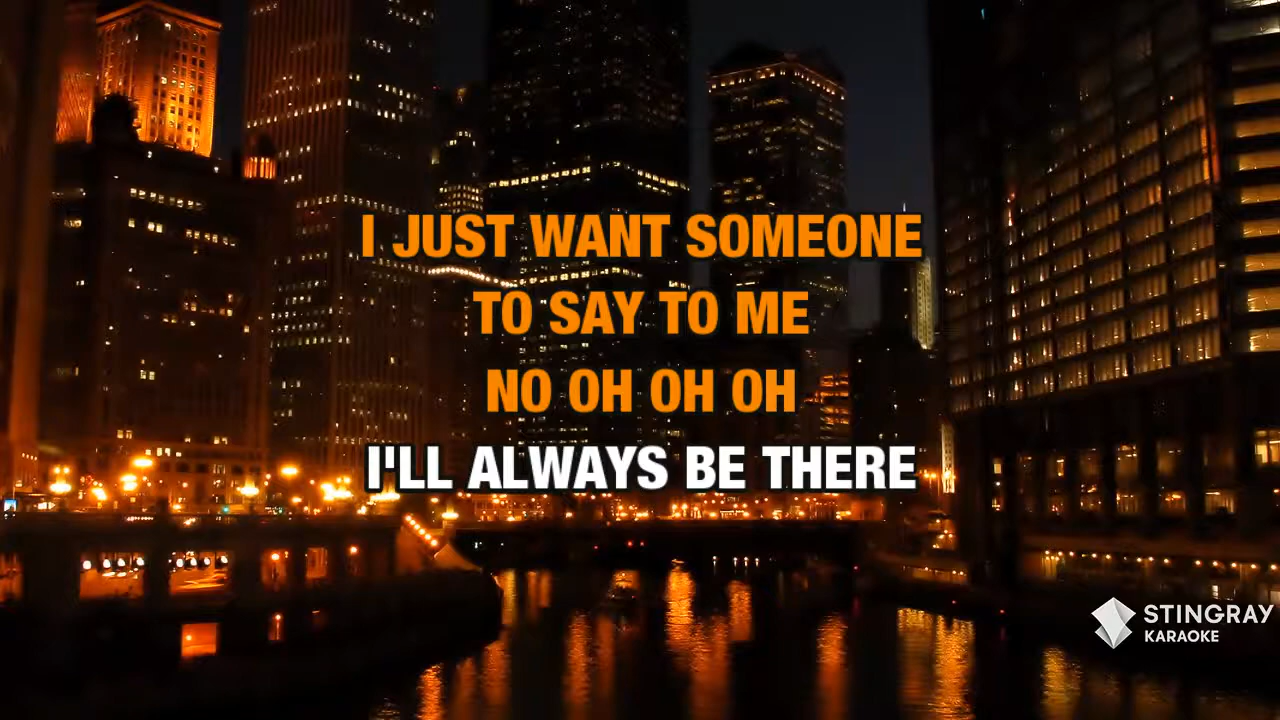 I JUST WANT SOMEONE
TO SAY TO ME
NO OH OH OH
I'LL ALWAYS BE THERE
STINGRAY
KARAOKE